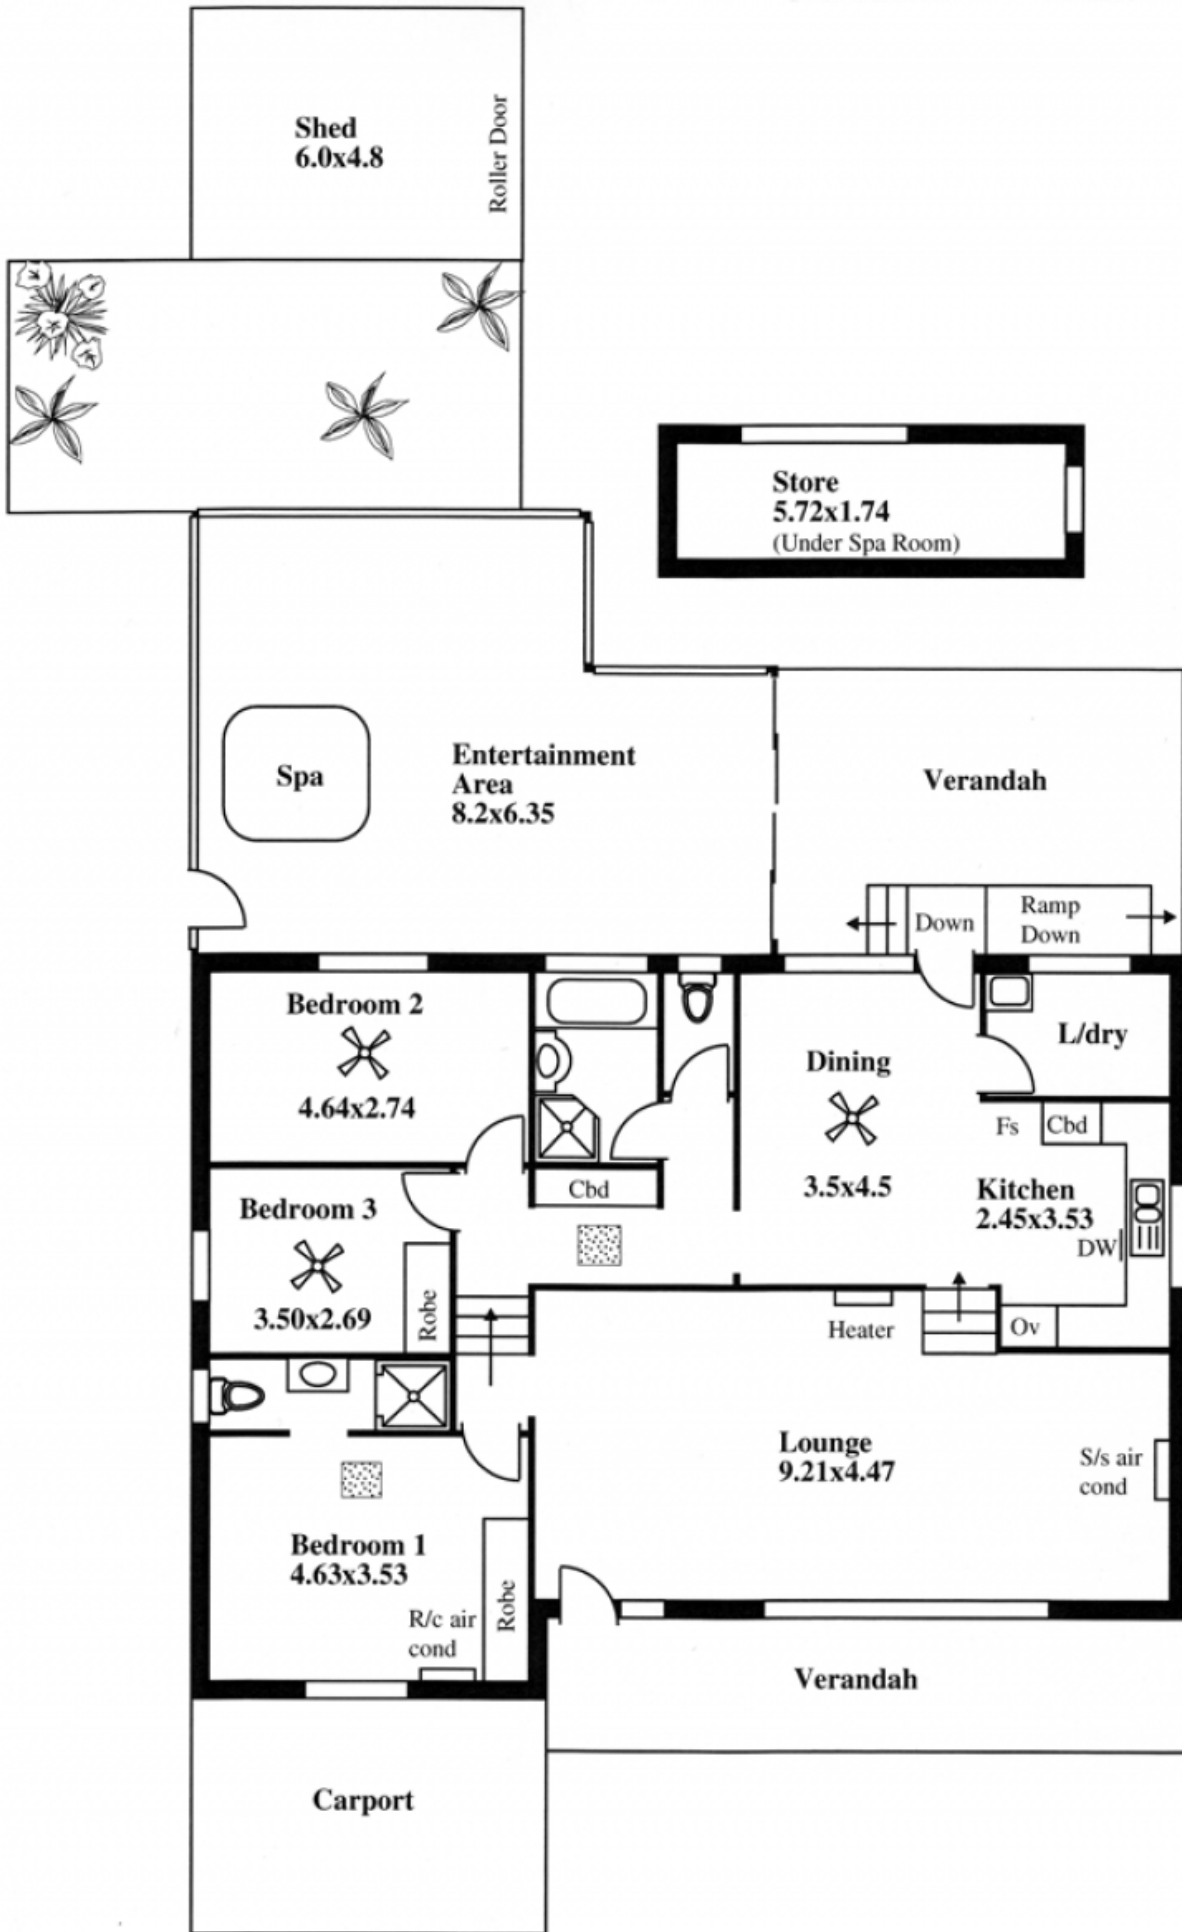 Shed
6.0x4.8
Roller Door
Store
5.72x1.74
(Under Spa Room)
Spa
Entertainment
Area
8.2x6.35
Verandah
Down
Ramp
Down
Bedroom 2
4.64x2.74
Dining
3.5x4.5
L/dry
Fs
Cbd
Kitchen
2.45x3.53
DW
Cbd
Bedroom 3
3.50x2.69
Robe
Heater
Ov
Lounge
9.21x4.47
S/s air
cond
Bedroom 1
4.63x3.53
R/c air
cond
Robe
Verandah
Carport